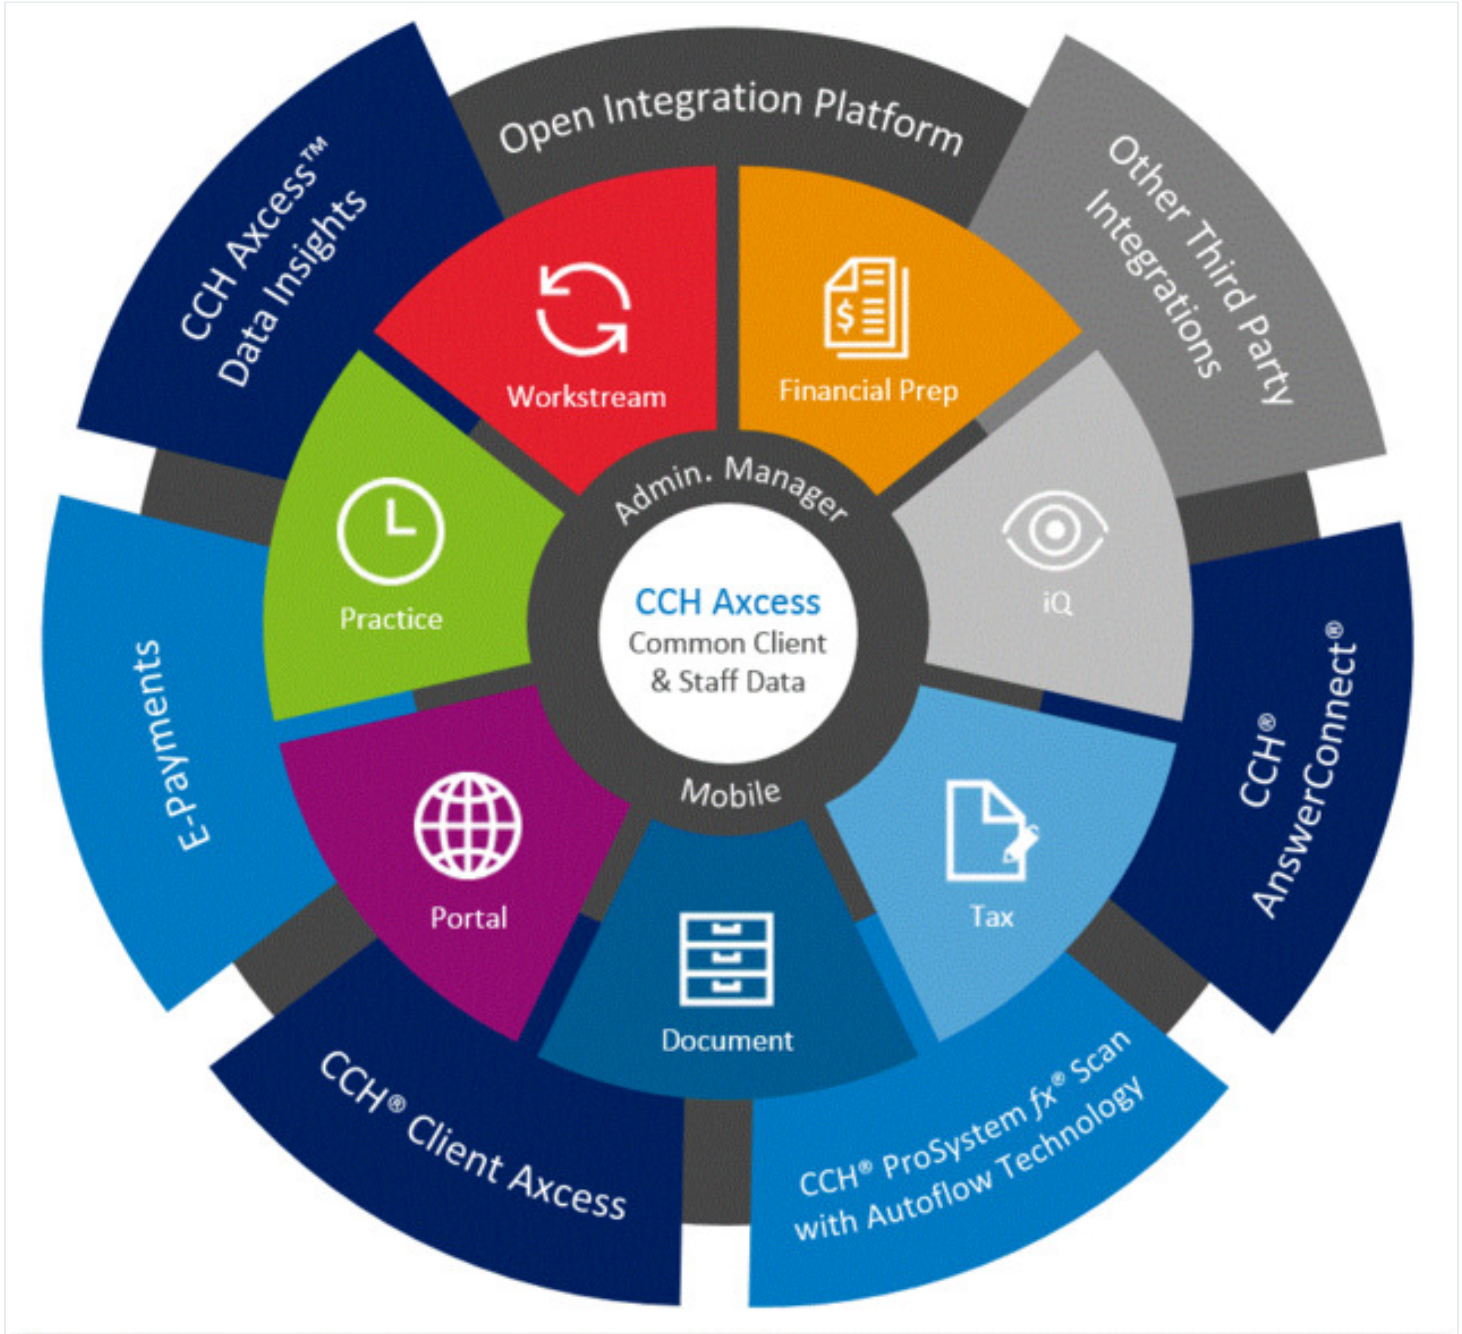 Open Integration Platform
CCH Axcess™
Data Insights
Other Third Party
Integrations
Workstream
Financial Prep
Admin. Manager
Practice
iQ
CCH Axcess
Common Client
& Staff Data
E-Payments
CCH®
AnswerConnect®
Mobile
Portal
Tax
Document
CCH® Client Axcess
CCH® ProSystem fx® Scan
with Autoflow Technology